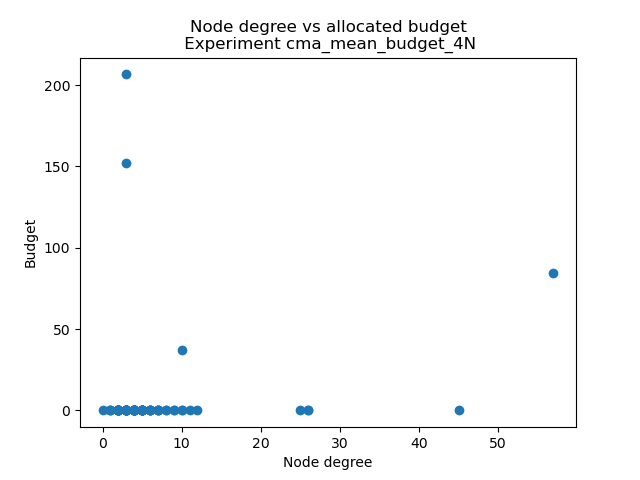 Node degree vs allocated budget
Experiment cma_mean_budget_4N
200
150
100
50
0
Budget
0 10 20 30 40 50
Node degree